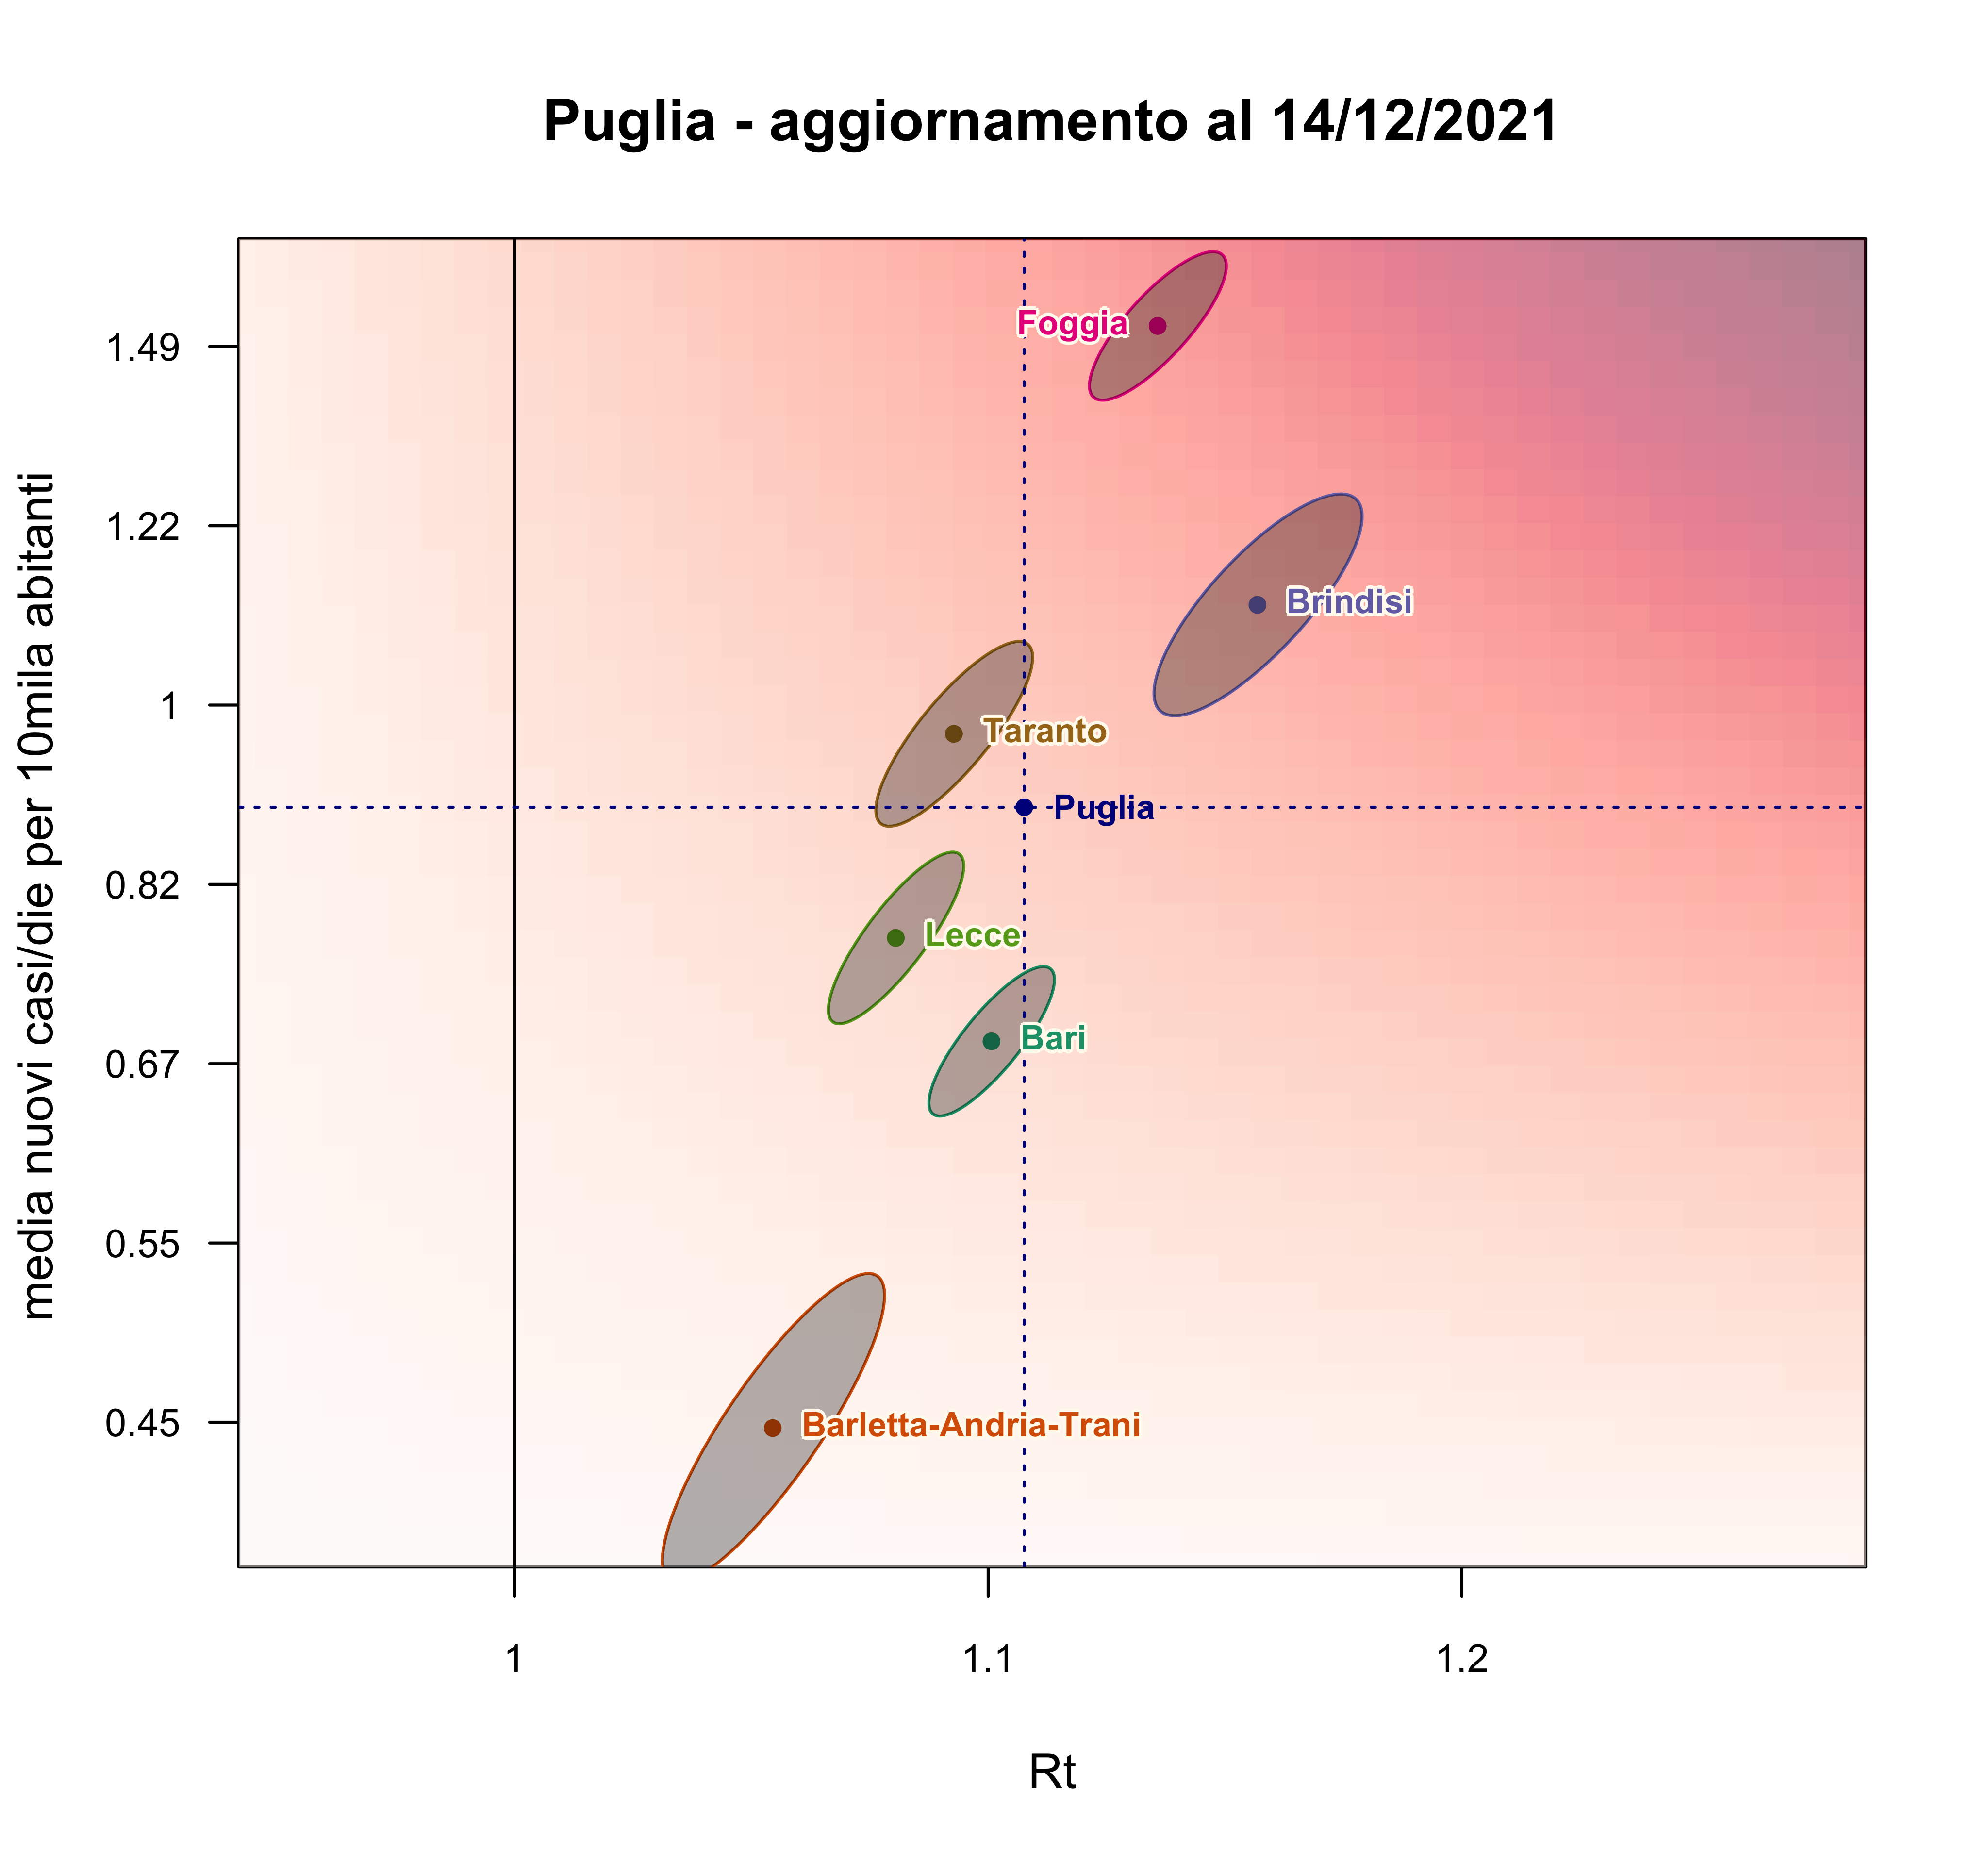 Puglia - aggiornamento al 14/12/2021
media nuovi casi/die per 10mila abitanti
1.49
1.22
1
0.82
0.67
0.55
0.45
Foggia
Brindisi
Taranto
Puglia
Lecce
Bari
Barletta-Andria-Trani
1
1.1
1.2
Rt